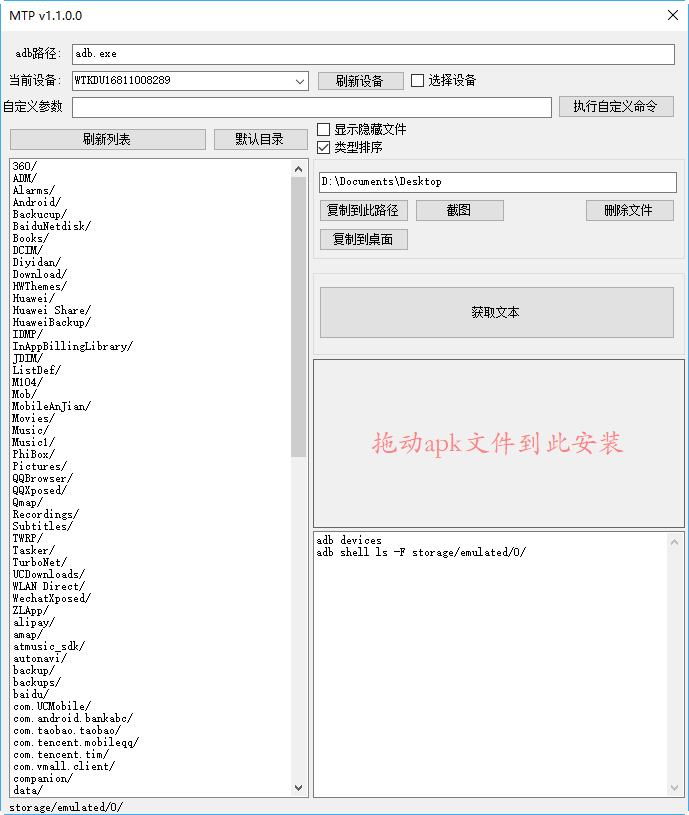 MTP v1.1.0.0
adb路径: adb.exe
当前设备: WTKDU16811008289 刷新设备 选择设备
自定义参数 执行自定义命令
刷新列表 默认目录 显示隐藏文件
类型排序
360/
ADM/
Alarms/
Android/
Backucup/
BaiduNetdisk/
Books/
DCIM/
Diyidan/
Download/
HWThemes/
Huawei/
Huawei Share/
HuaweiBackup/
IDMP/
InAppBillingLibrary/
JDIM/
ListDef/
M104/
Mob/
MobileAnJian/
Movies/
Music/
Music1/
PhiBox/
Pictures/
QQBrowser/
QQXposed/
Qmap/
Recordings/
Subtitles/
TWRP/
Tasker/
TurboNet/
UCDownloads/
WLAN Direct/
WechatXposed/
ZLApp/
alipay/
amap/
atmusic_sdk/
autonavi/
backup/
backups/
baidu/
com.UCMobile/
com.android.bankabc/
com.taobao.taobao/
com.tencent.mobileqq/
com.tencent.tim/
com.vmall.client/
companion/
data/
D:\Documents\Desktop
复制到此路径 截图 删除文件
复制到桌面
获取文本
拖动apk文件到此安装
adb devices
adb shell ls -F storage/emulated/0/
storage/emulated/0/